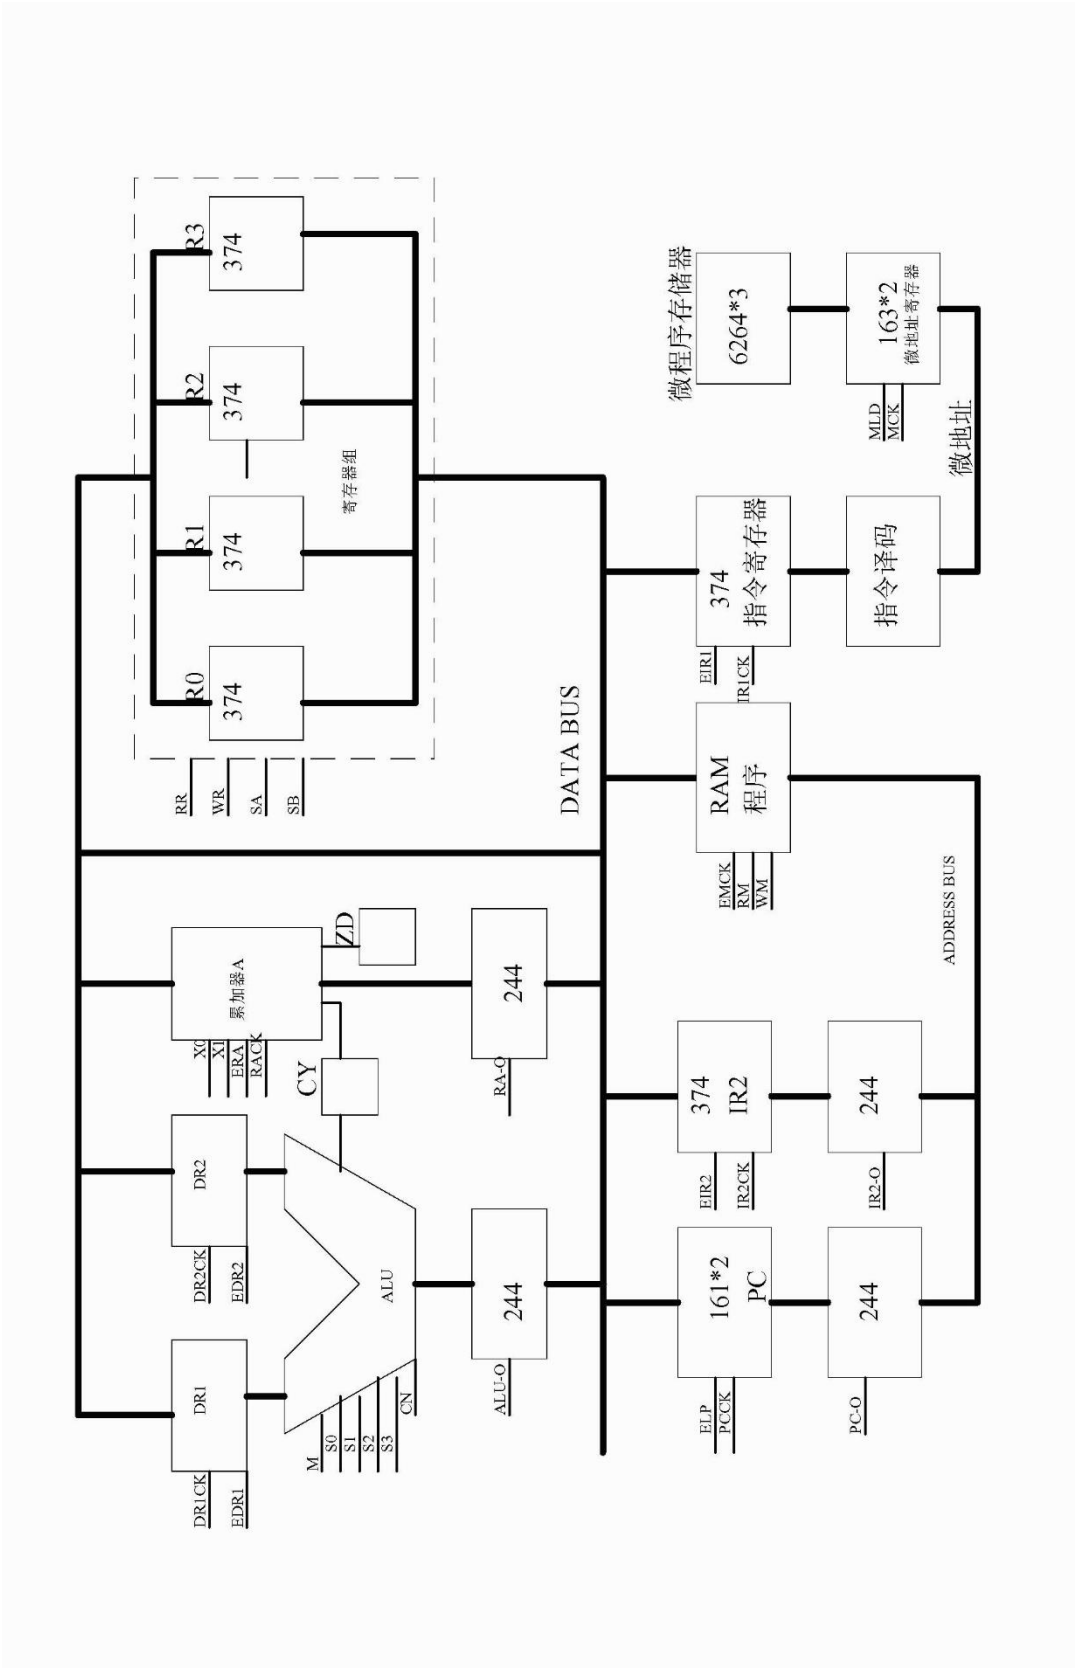 DR1
DR1CK
EDR1
DR2
DR2CK
EDR2
累加器A
X0
X1
ERA
RACK
ZD
CY
ALU
M
S0
S1
S2
S3
CN
244
ALU-O
244
RA-O
R0
374
R1
374
R2
374
R3
374
寄存器组
RR
WR
SA
SB
DATA BUS
161*2
PC
ELP
PCCK
244
PC-O
374
IR2
EIR2
IR2CK
244
IR2-O
ADDRESS BUS
RAM
程序
EMCK
RM
WM
374
指令寄存器
EIR1
IR1CK
指令译码
微地址
微程序存储器
6264*3
163*2
微地址寄存器
MLD
MCK